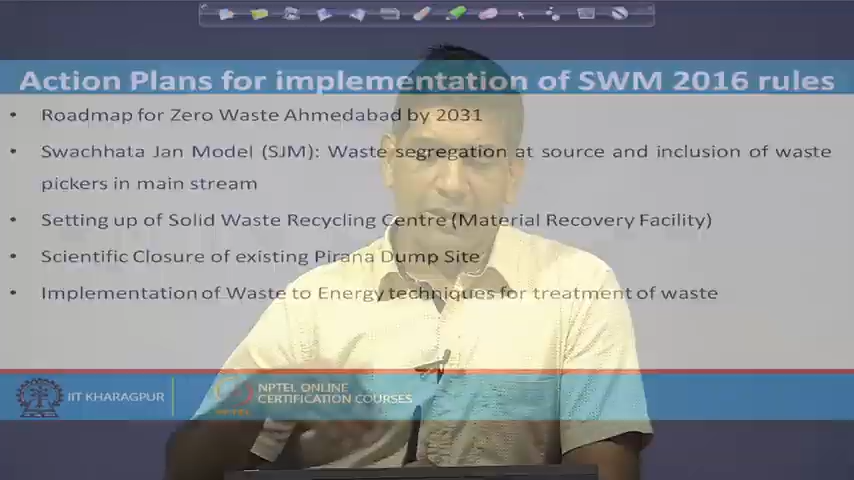 Action Plans for implementation of SWM 2016 rules
• Roadmap for Zero Waste Ahmedabad by 2031
• Swachhata Jan Model (SJM): Waste segregation at source and inclusion of waste
pickers in main stream
• Setting up of Solid Waste Recycling Centre (Material Recovery Facility)
• Scientific Closure of existing Pirana Dump Site
• Implementation of Waste to Energy techniques for treatment of waste
IIT KHARAGPUR
NPTEL ONLINE
CERTIFICATION COURSES